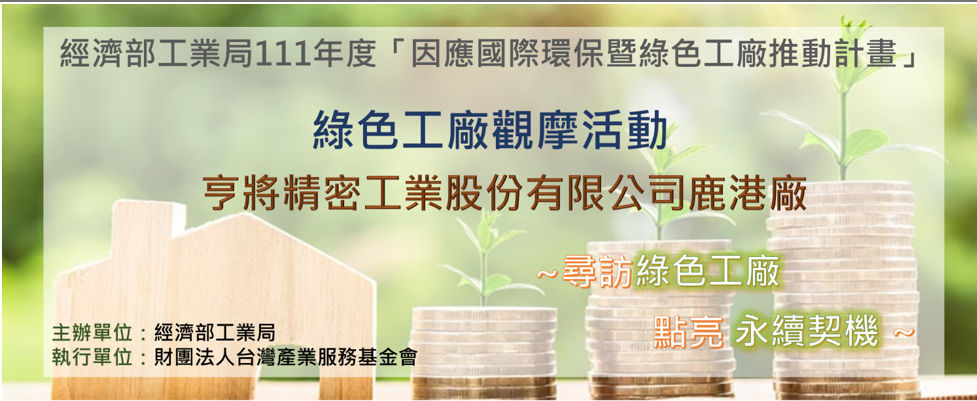 經濟部工業局111年度「因應國際環保暨綠色工廠推動計畫」
綠色工廠觀摩活動
亨將精密工業股份有限公司鹿港廠
~尋訪綠色工廠
點亮 永續契機 ~
主辦單位：經濟部工業局
執行單位：財團法人台灣產業服務基金會